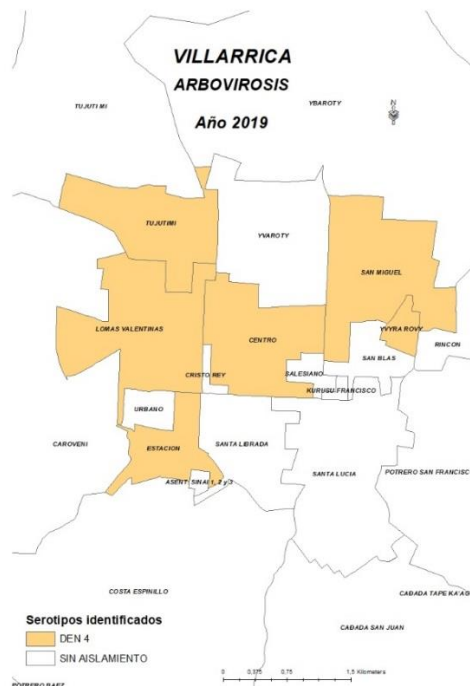 VILLARRICA
ARBOVIROSIS
Año 2019
TUJUTI MI
YBAROTY
N
TUJUTIMI
YVAROTY
SAN MIGUEL
LOMAS VALENTINAS
CENTRO
YVYRA ROVY
RINCON
SAN BLAS
CRISTO REY
SALESIANO
KURUSU FRANCISCO
URBANO
CAROVENI
ESTACION
SANTA LIBRADA
ASENT. SINAI 1, 2 y 3
SANTA LUCIA
POTRERO SAN FRANCISC
COSTA ESPINILLO
CABADA TAPE KA'AG
CABADA SAN JUAN
Serotipos identificados
DEN 4
SIN AISLAMIENTO
0 0,375 0,75 1,5 Kilometers